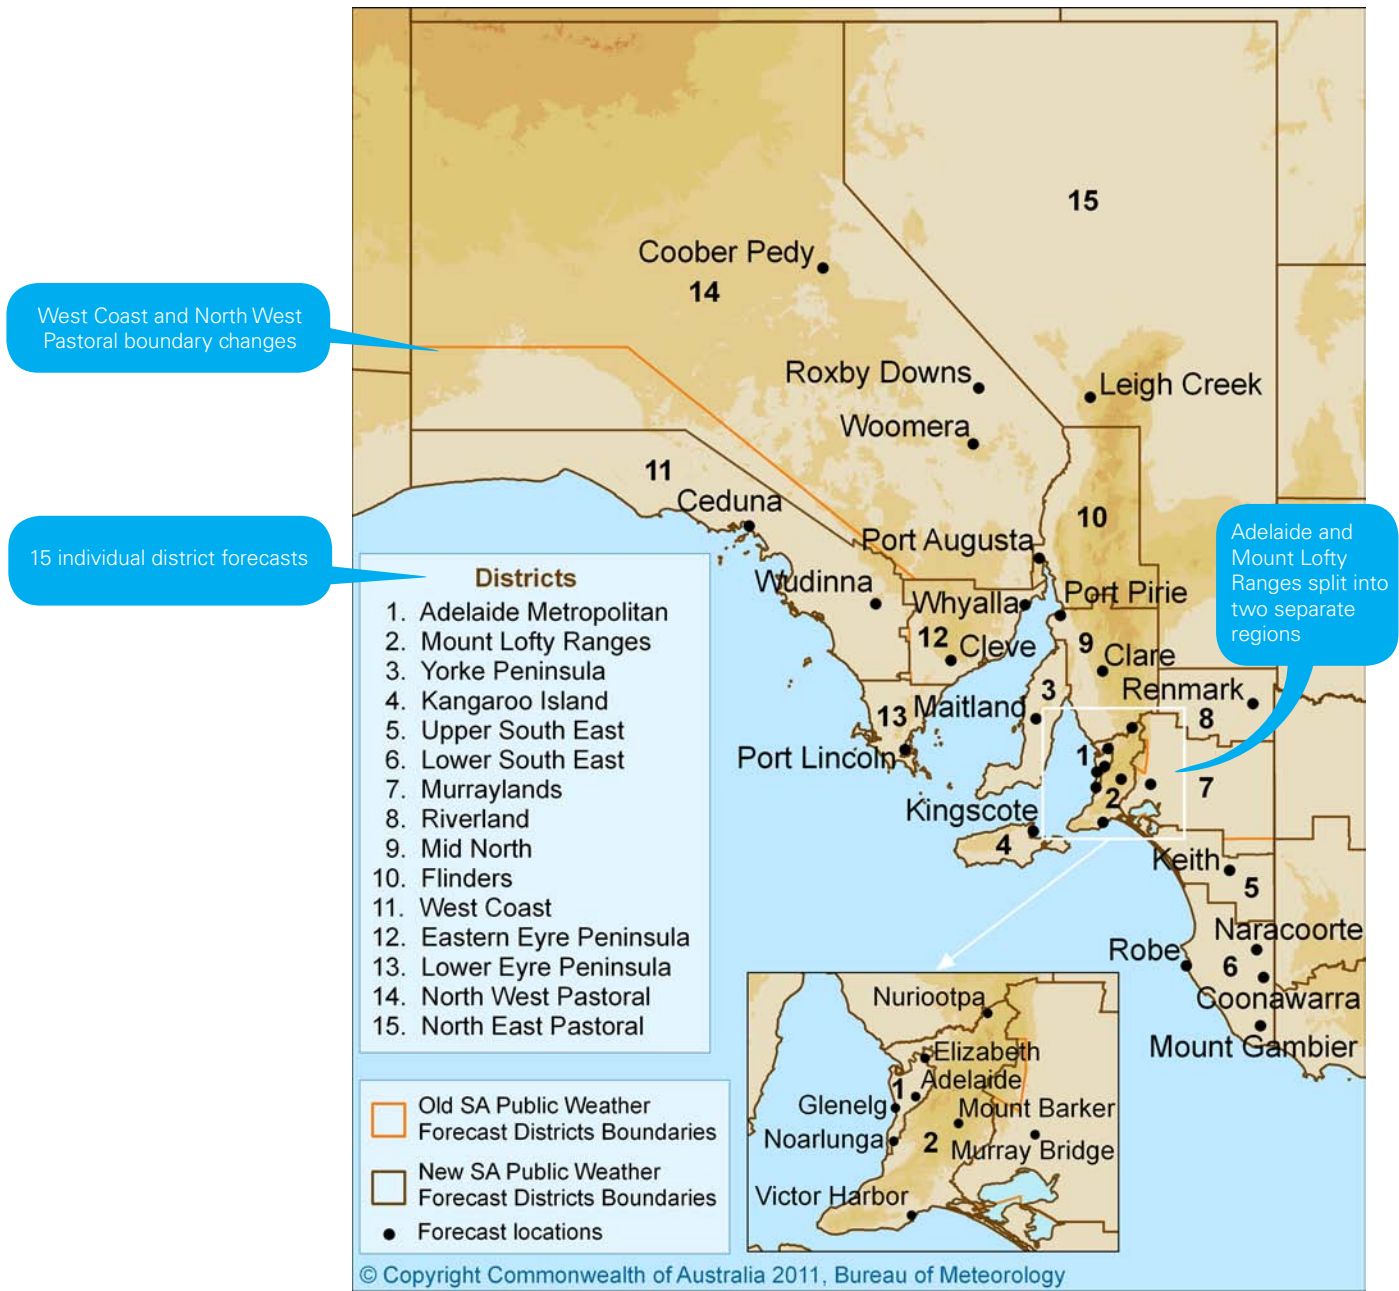 West Coast and North West
Pastoral boundary changes
15 individual district forecasts
Adelaide and
Mount Lofty
Ranges split into
two separate
regions
15
Coober Pedy
14
Roxby Downs
Leigh Creek
Woomera
11
Ceduna
10
Port Augusta
Wudinna
Whyalla
Port Pirie
12
Cleve
9
Clare
3
Renmark
13
Maitland
8
Port Lincoln
1
7
2
Kingscote
4
Keith
5
Naracoorte
Robe
6
Coonawarra
Mount Gambier
Districts
1. Adelaide Metropolitan
2. Mount Lofty Ranges
3. Yorke Peninsula
4. Kangaroo Island
5. Upper South East
6. Lower South East
7. Murraylands
8. Riverland
9. Mid North
10. Flinders
11. West Coast
12. Eastern Eyre Peninsula
13. Lower Eyre Peninsula
14. North West Pastoral
15. North East Pastoral
Old SA Public Weather
Forecast Districts Boundaries
New SA Public Weather
Forecast Districts Boundaries
Forecast locations
Nuriootpa
Elizabeth
1
Adelaide
Glenelg
Mount Barker
Noarlunga
2
Murray Bridge
Victor Harbor
© Copyright Commonwealth of Australia 2011, Bureau of Meteorology